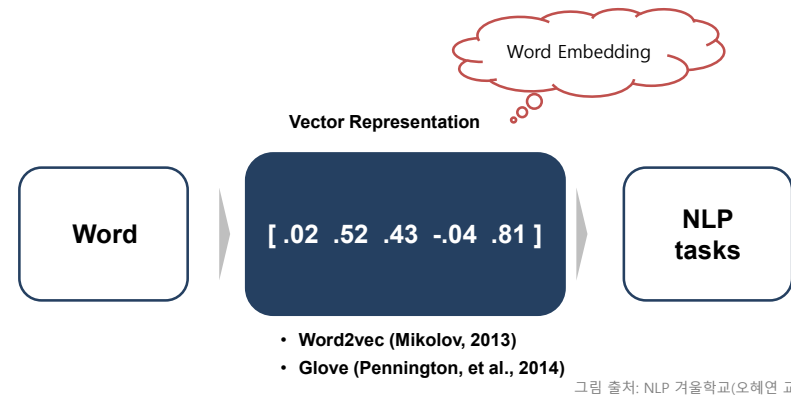 Word Embedding
Vector Representation
Word
[ .02 .52 .43 -.04 .81 ]
NLP
tasks
• Word2vec (Mikolov, 2013)
• Glove (Pennington, et al., 2014)
그림 출처: NLP 겨울학교(오혜연 교